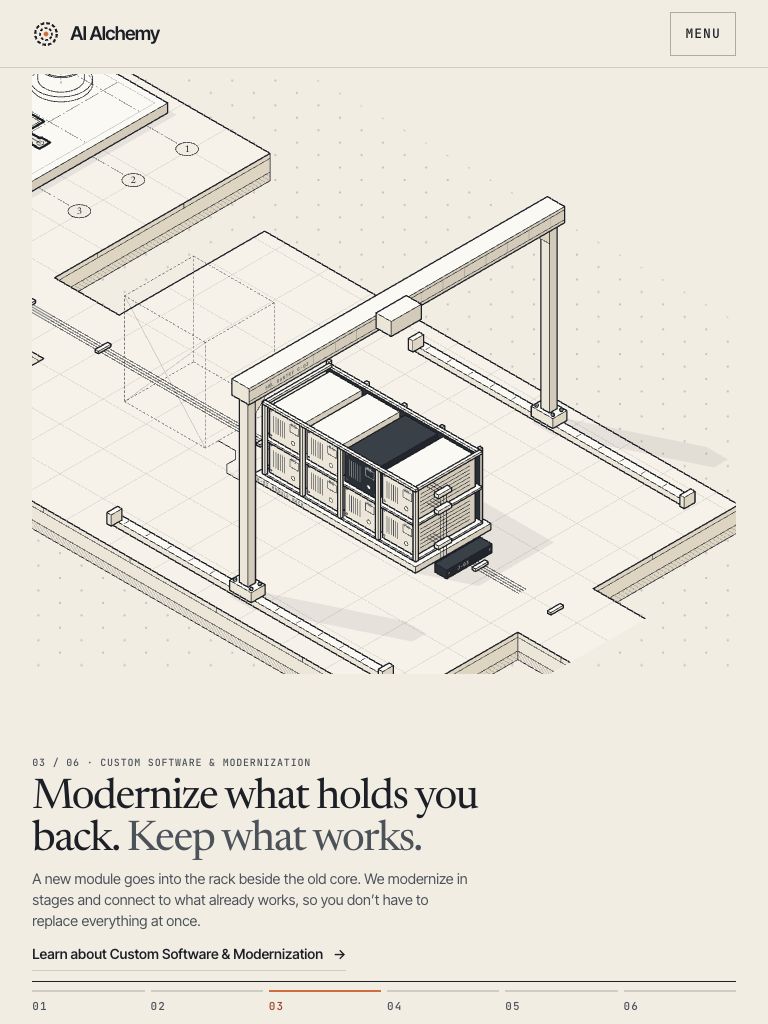 AI Alchemy
MENU
1
2
3
03 / 06 · CUSTOM SOFTWARE & MODERNIZATION
Modernize what holds you
back. Keep what works.
A new module goes into the rack beside the old core. We modernize in
stages and connect to what already works, so you don’t have to
replace everything at once.
Learn about Custom Software & Modernization →
01 02 03 04 05 06